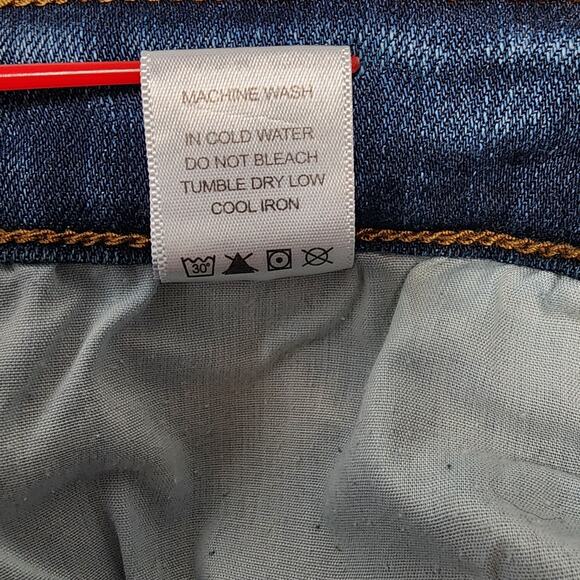 MACHINE WASH
IN COLD WATER
DO NOT BLEACH
TUMBLE DRY LOW
COOL IRON
30°